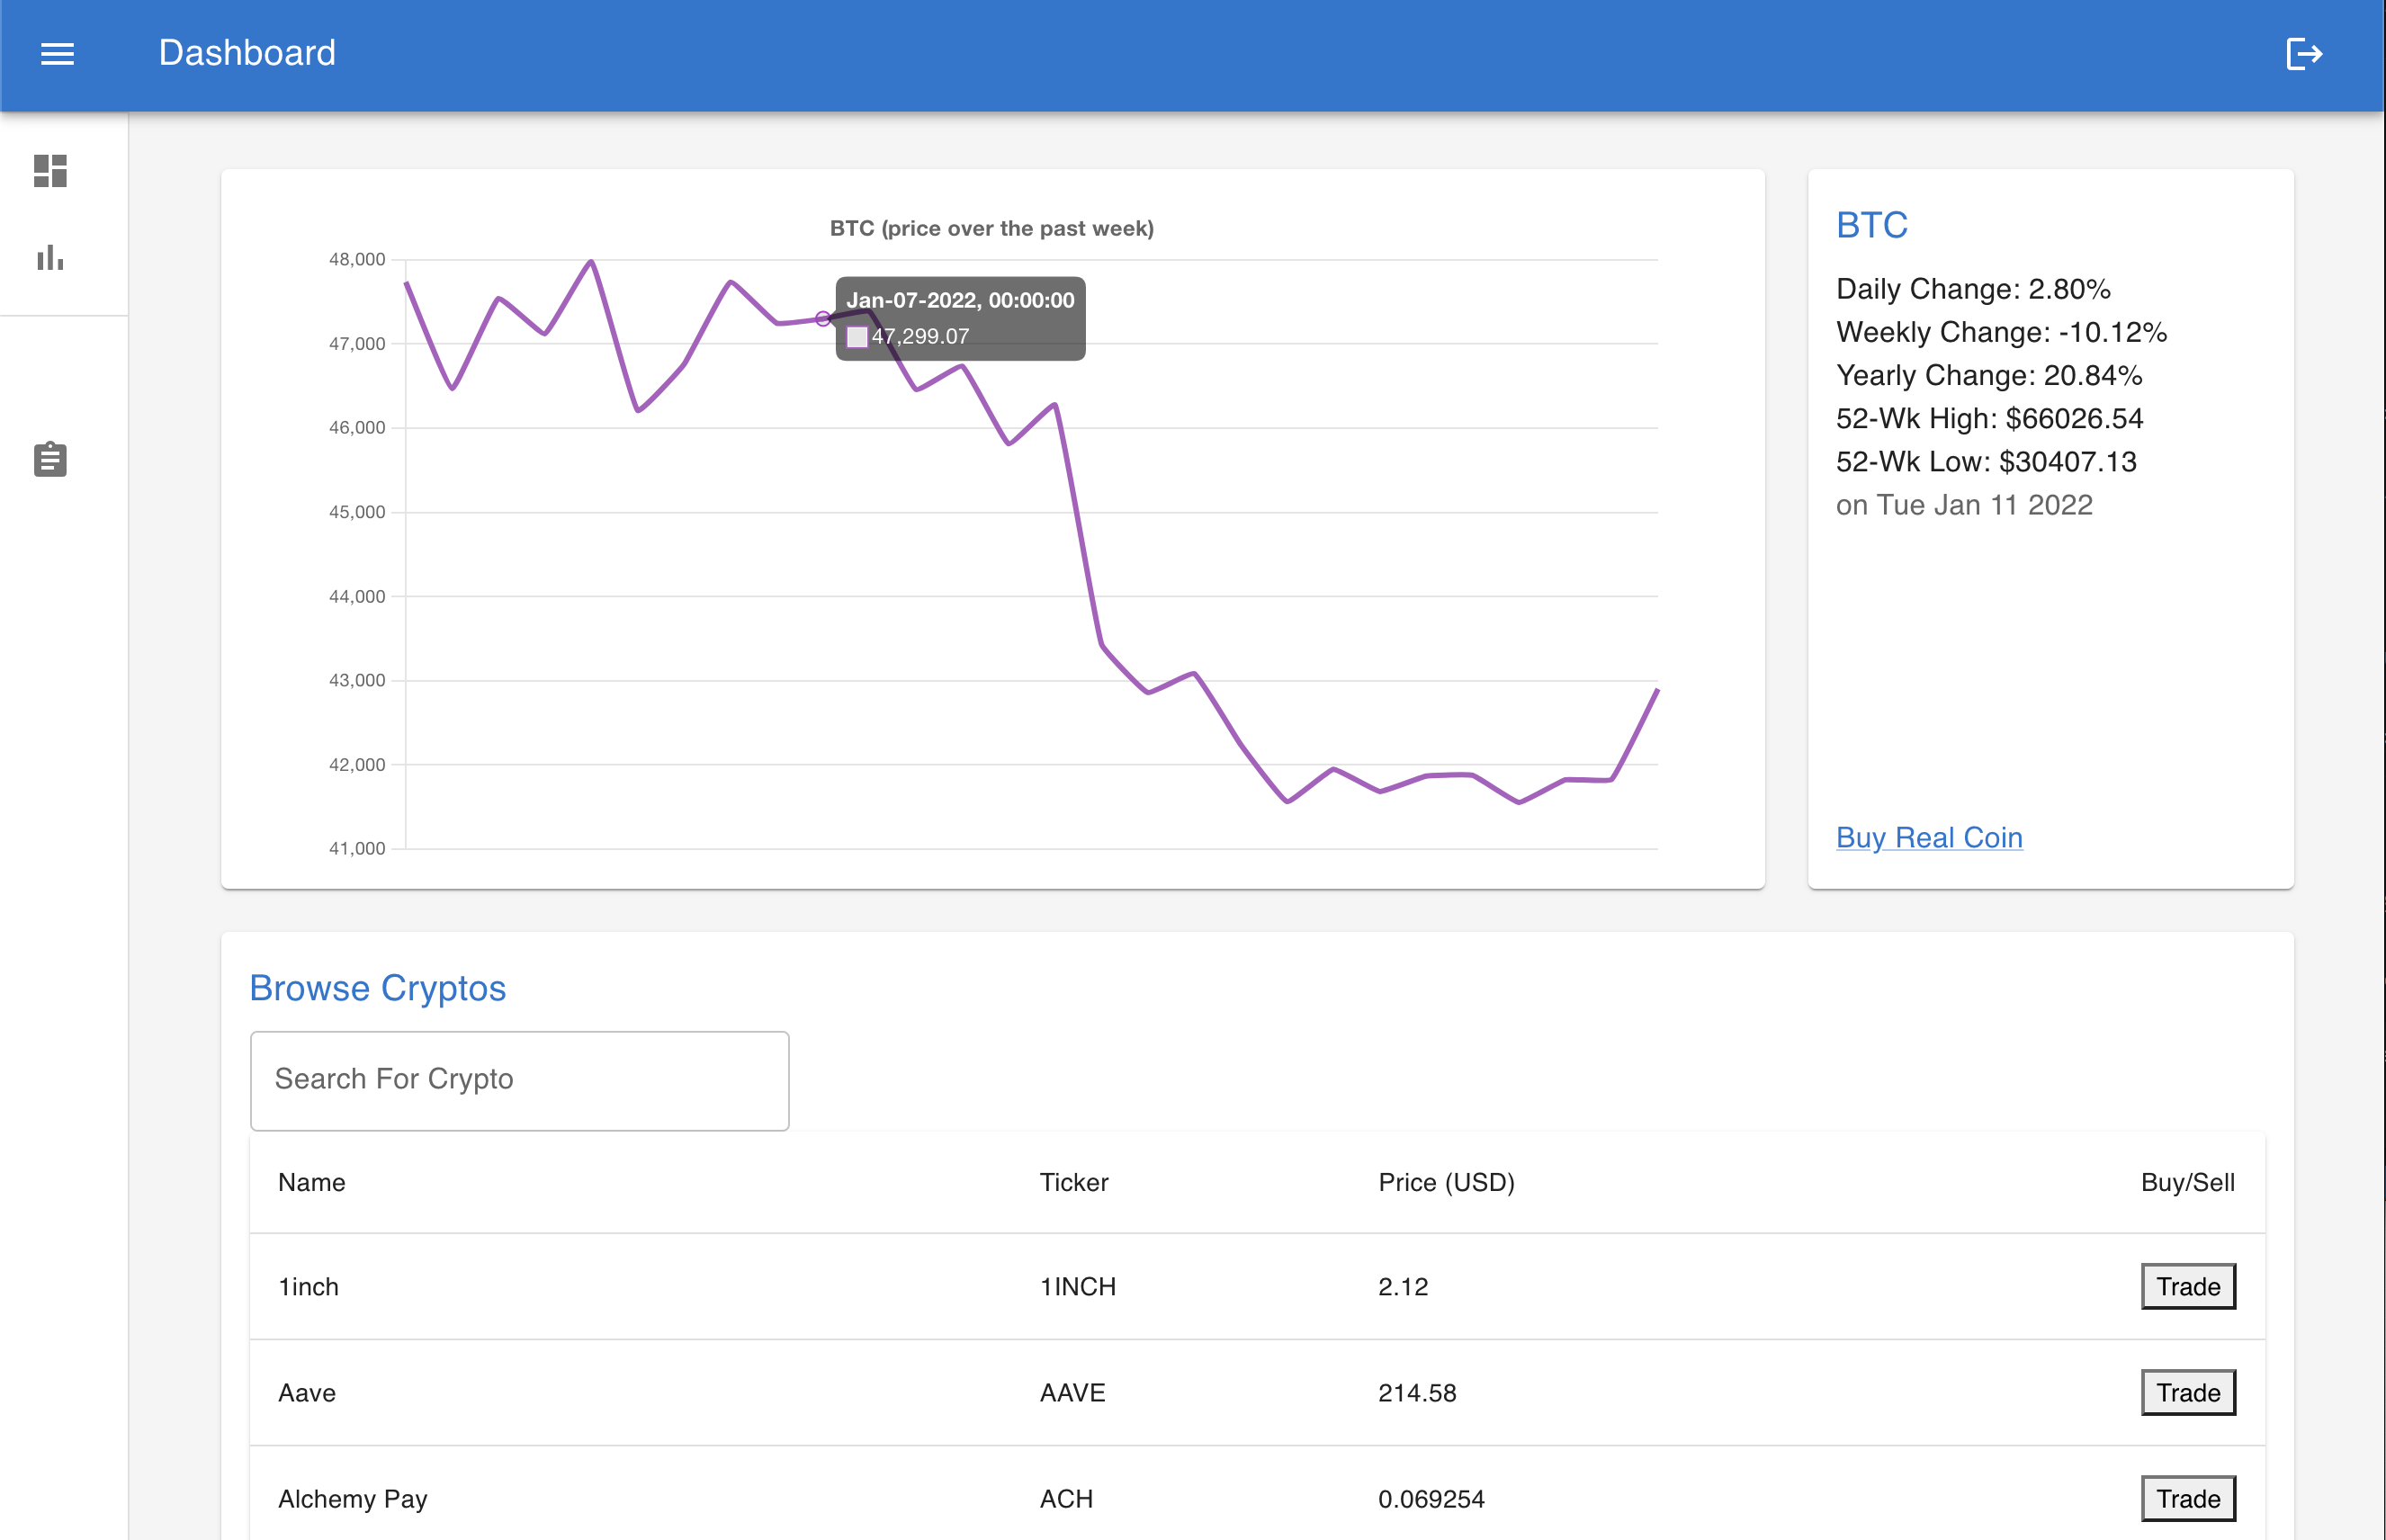 Dashboard
BTC (price over the past week)
48,000
47,000
46,000
45,000
44,000
43,000
42,000
41,000
Jan-07-2022, 00:00:00
47,299.07
BTC
Daily Change: 2.80%
Weekly Change: -10.12%
Yearly Change: 20.84%
52-Wk High: $66026.54
52-Wk Low: $30407.13
on Tue Jan 11 2022
Buy Real Coin
Browse Cryptos
Search For Crypto
Name Ticker Price (USD) Buy/Sell
1inch 1INCH 2.12 Trade
Aave AAVE 214.58 Trade
Alchemy Pay ACH 0.069254 Trade